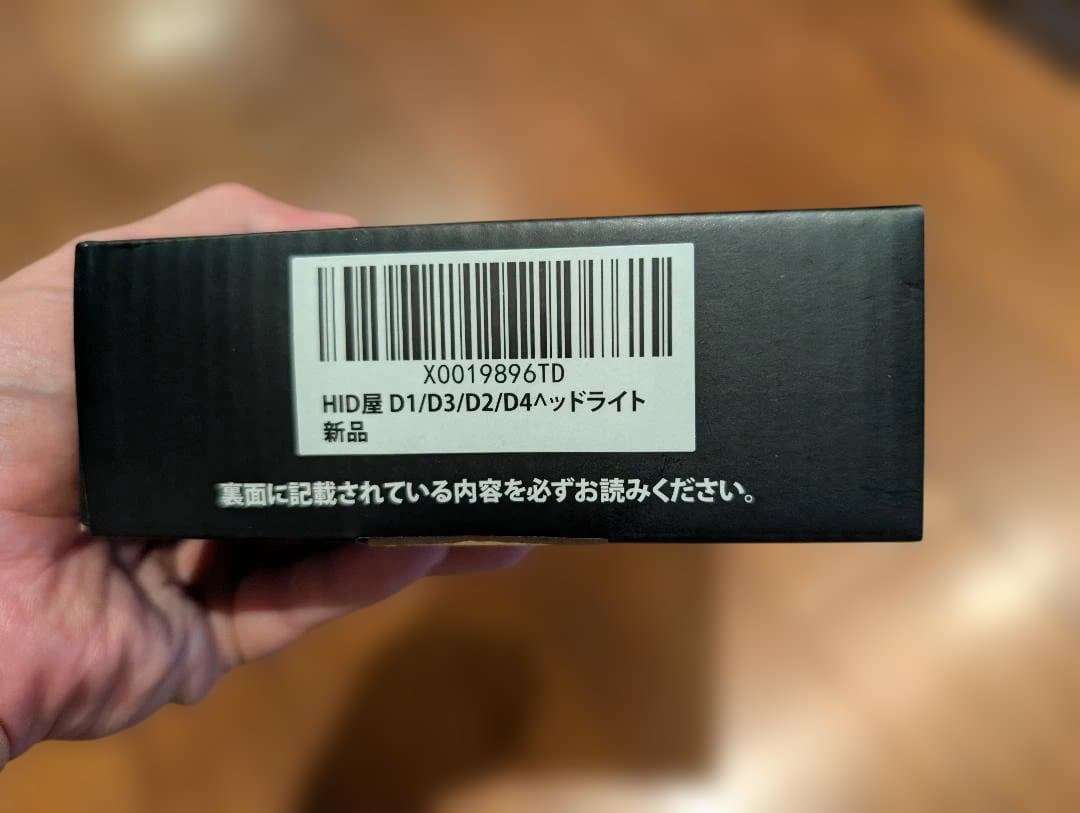 X0019896TD
HID屋 D1/D3/D2/D4ヘッドライト
新品
裏面に記載されている内容を必ずお読みください。